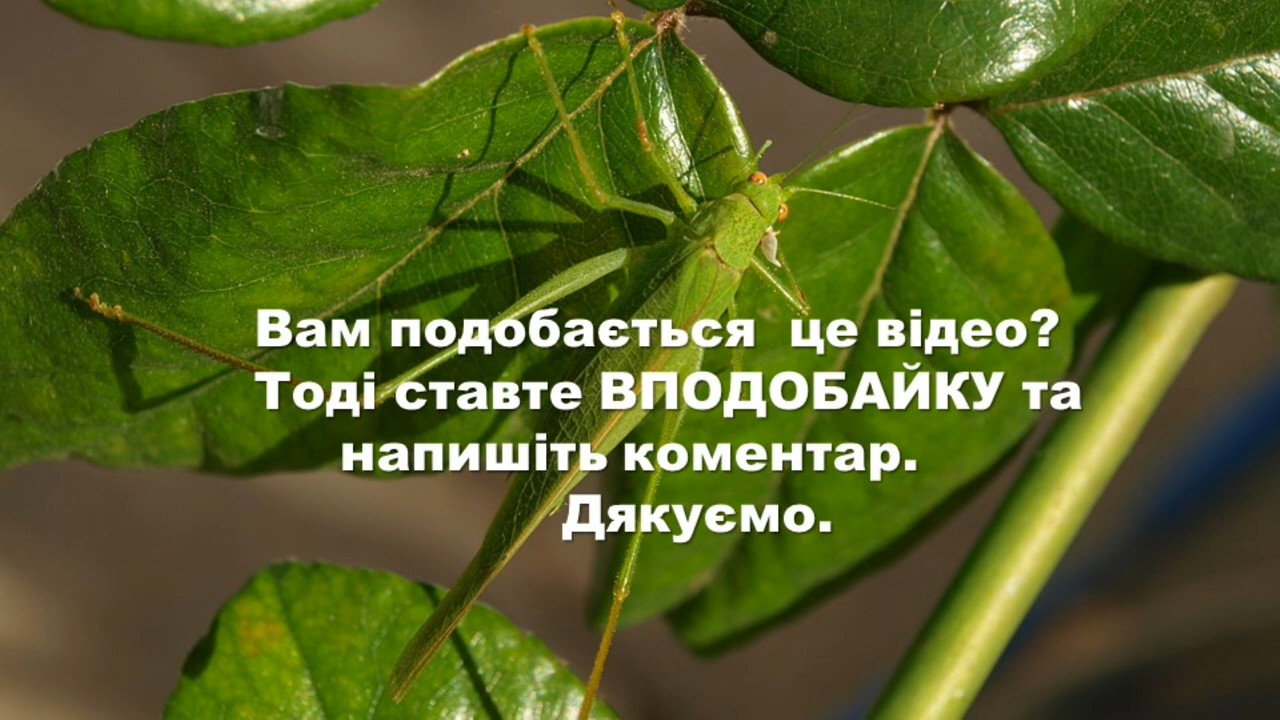 Вам подобається  це відео?
Тоді ставте ВПОДОБАЙКУ та
напишіть коментар.
Дякуємо.